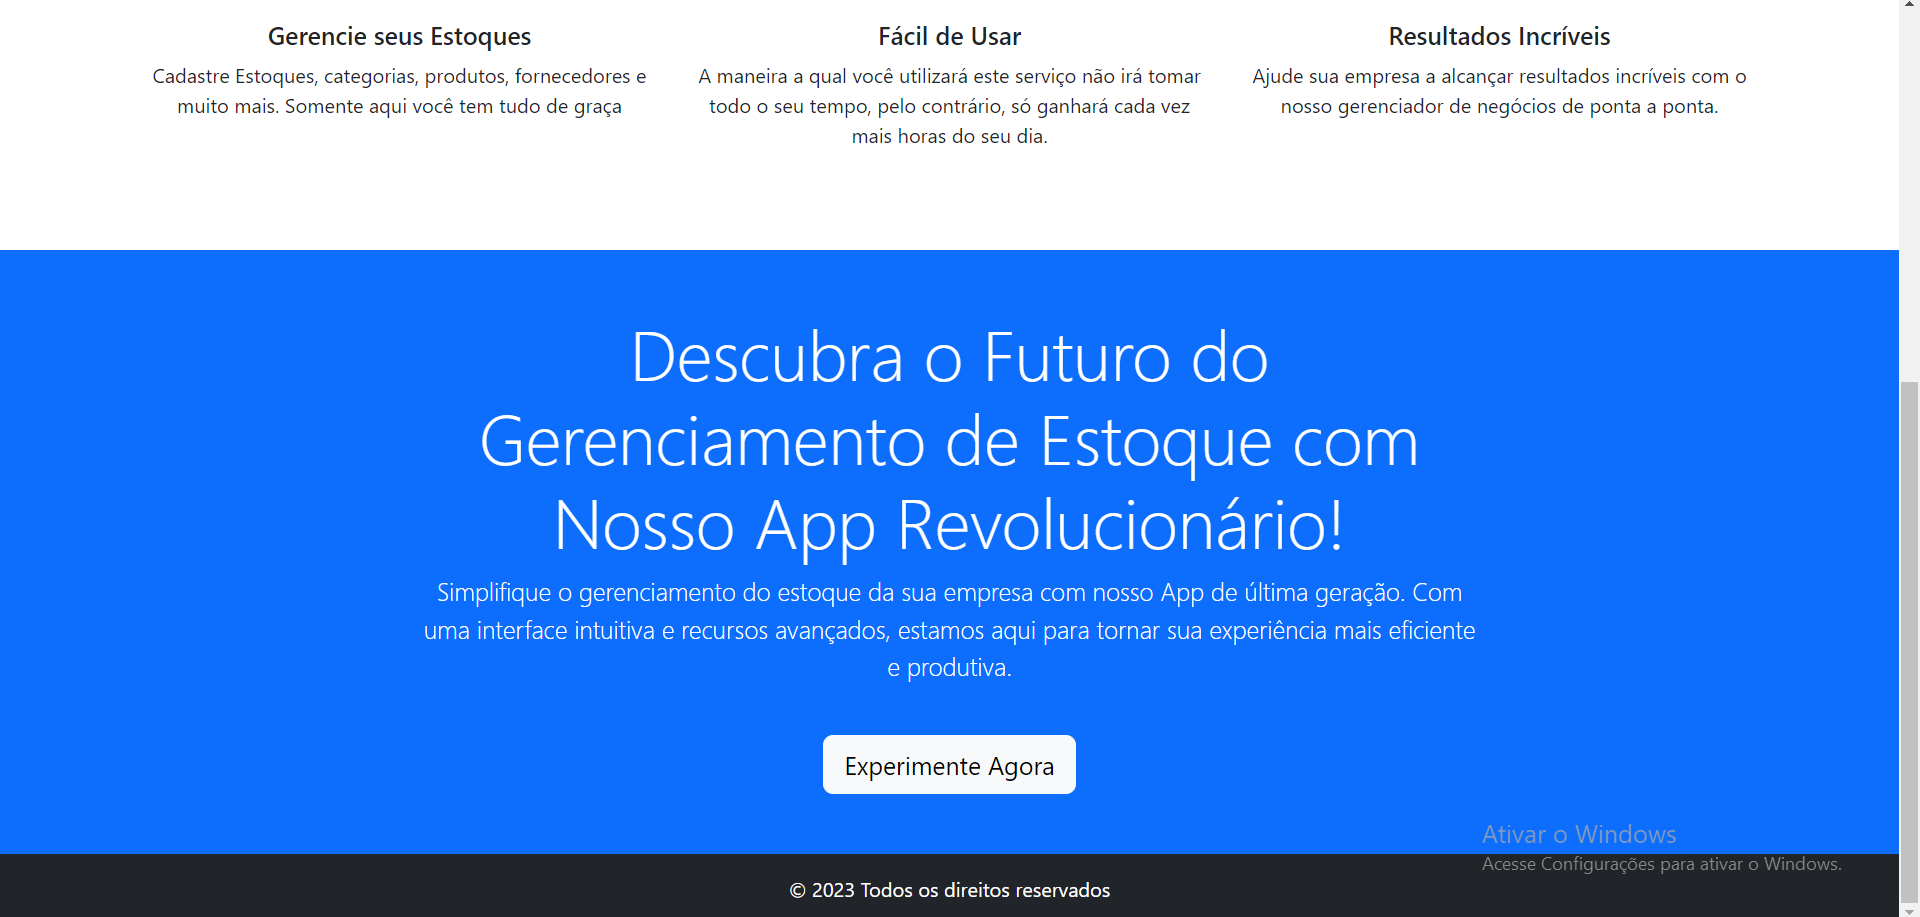 Gerencie seus Estoques
Cadastre Estoques, categorias, produtos, fornecedores e
muito mais. Somente aqui você tem tudo de graça
Fácil de Usar
A maneira a qual você utilizará este serviço não irá tomar
todo o seu tempo, pelo contrário, só ganhará cada vez
mais horas do seu dia.
Resultados Incríveis
Ajude sua empresa a alcançar resultados incríveis com o
nosso gerenciador de negócios de ponta a ponta.
Descubra o Futuro do
Gerenciamento de Estoque com
Nosso App Revolucionário!
Simplifique o gerenciamento do estoque da sua empresa com nosso App de última geração. Com
uma interface intuitiva e recursos avançados, estamos aqui para tornar sua experiência mais eficiente
e produtiva.
Experimente Agora
Ativar o Windows
Acesse Configurações para ativar o Windows.
© 2023 Todos os direitos reservados